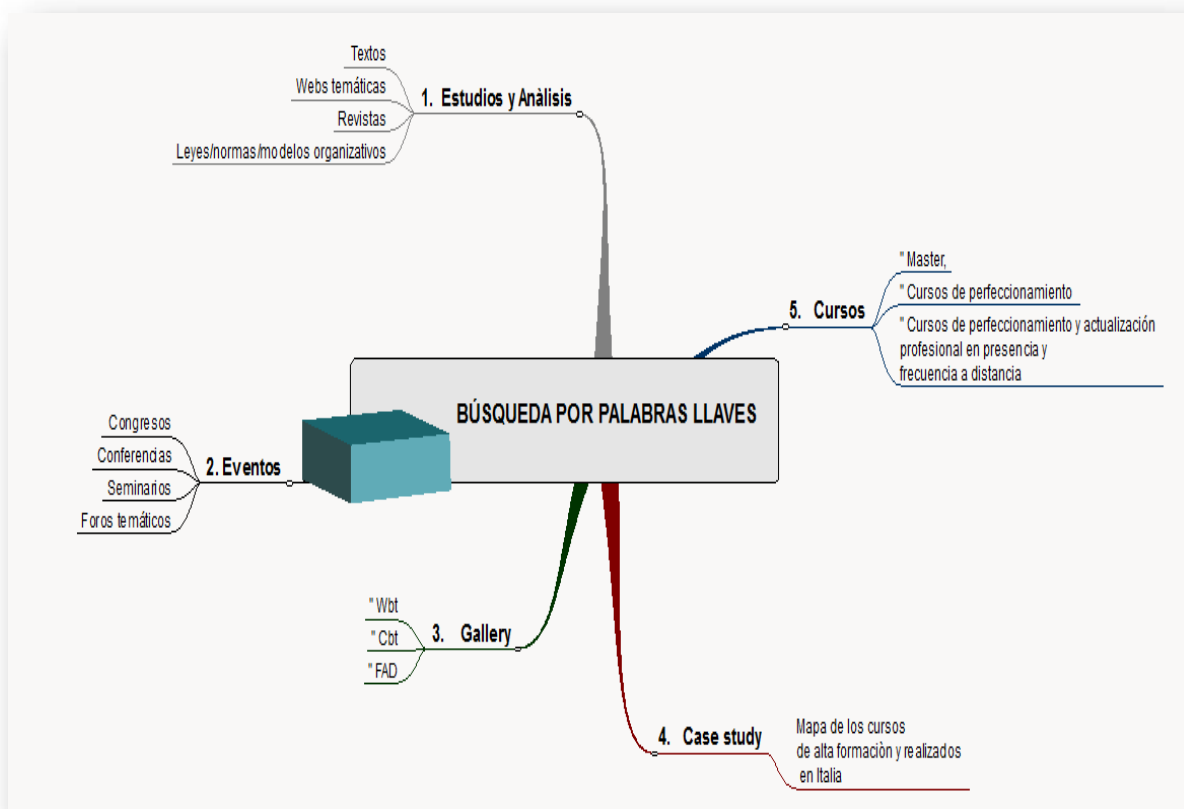 Textos
Webs temáticas
Revistas
Leyes/normas/modelos organizativos
1. Estudios y Anàlisis
" Master,
" Cursos de perfeccionamiento
" Cursos de perfeccionamiento y actualización
profesional en presencia y
frecuencia a distancia
5. Cursos
BÚSQUEDA POR PALABRAS LLAVES
Congresos
Conferencias
Seminarios
Foros temáticos
2. Eventos
" Wbt
" Cbt
" FAD
3. Gallery
4. Case study
Mapa de los cursos
de alta formaciòn y realizados
en Italia